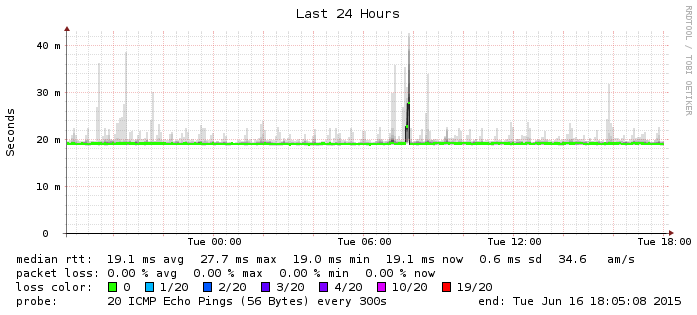 Last 24 Hours
RRDTOOL / TOBI OETIKER
Seconds
40 m
30 m
20 m
10 m
0
Tue 00:00 Tue 06:00 Tue 12:00 Tue 18:00
median rtt: 19.1 ms avg 27.7 ms max 19.0 ms min 19.1 ms now 0.6 ms sd 34.6 am/s
packet loss: 0.00 % avg 0.00 % max 0.00 % min 0.00 % now
loss color: 0 1/20 2/20 3/20 4/20 10/20 19/20
probe: 20 ICMP Echo Pings (56 Bytes) every 300s end: Tue Jun 16 18:05:08 2015